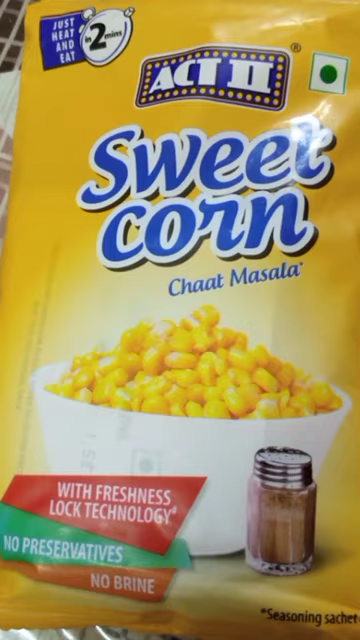 JUST
HEAT
AND
EAT
in 2 mins
ACT II®
Sweet
corn
Chaat Masala*
WITH FRESHNESS
LOCK TECHNOLOGY#
NO PRESERVATIVES
NO BRINE
*Seasoning sachet